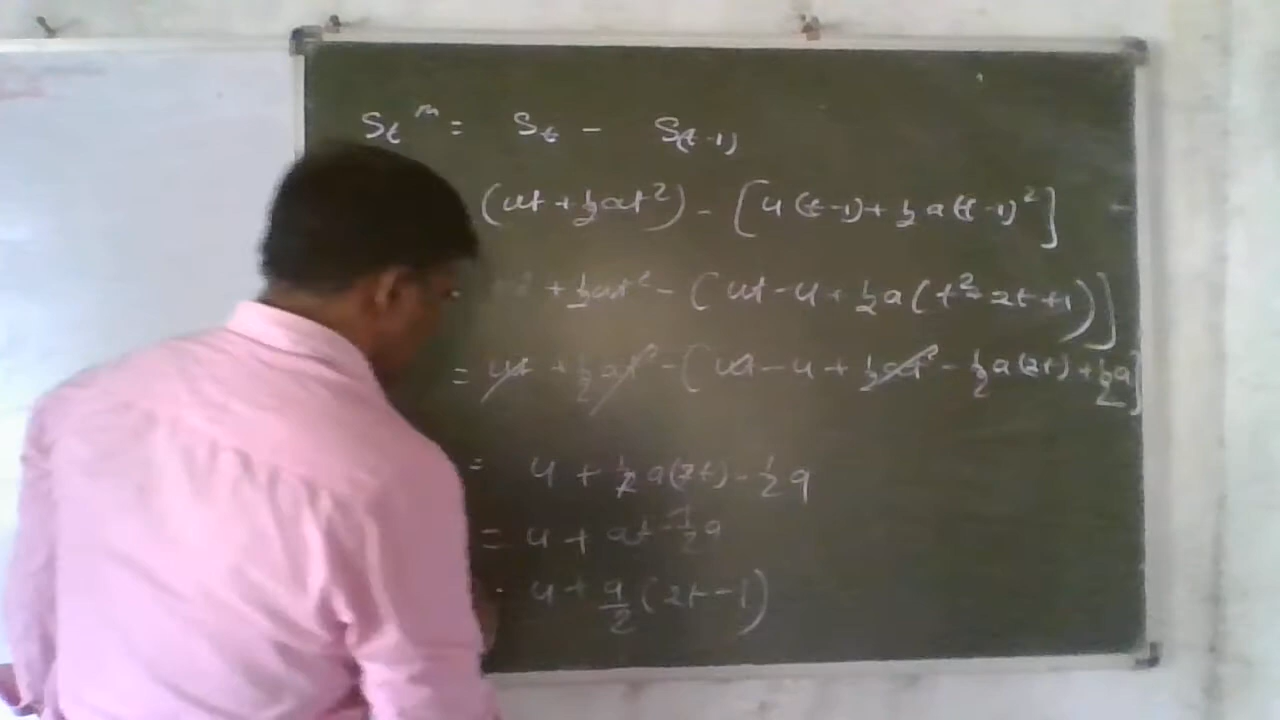 Sₜᵐ = Sₜ - S₍ₜ₋₁₎
(ut + ½at²) - [u(t-1) + ½a(t-1)²]
+ ½at² - (ut - u + ½a(t² - 2t + 1))]
= ut + ½at² - (ut - u + ½at² - ½a(2t) + ½a]
= u + ½a(2t) - ½a
= u + at - ½a
u + a/2(2t-1)